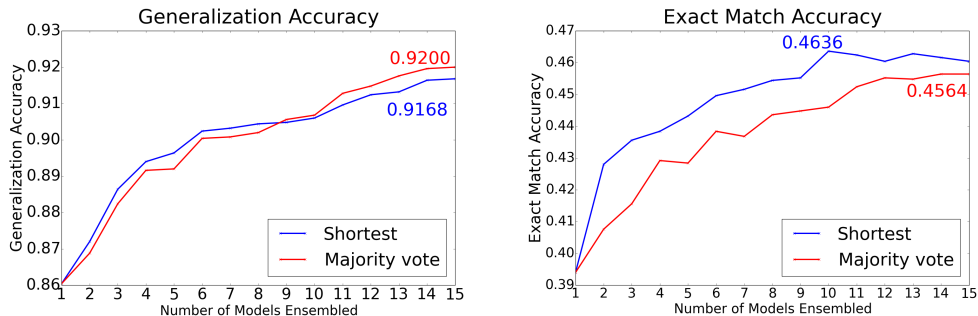 Generalization Accuracy
0.93
0.92
0.91
0.90
0.89
0.88
0.87
0.86
Generalization Accuracy
0.9200
0.9168
Shortest
Majority vote
1 2 3 4 5 6 7 8 9 10 11 12 13 14 15
Number of Models Ensembled
Exact Match Accuracy
0.47
0.46
0.45
0.44
0.43
0.42
0.41
0.40
0.39
Exact Match Accuracy
0.4636
0.4564
Shortest
Majority vote
1 2 3 4 5 6 7 8 9 10 11 12 13 14 15
Number of Models Ensembled